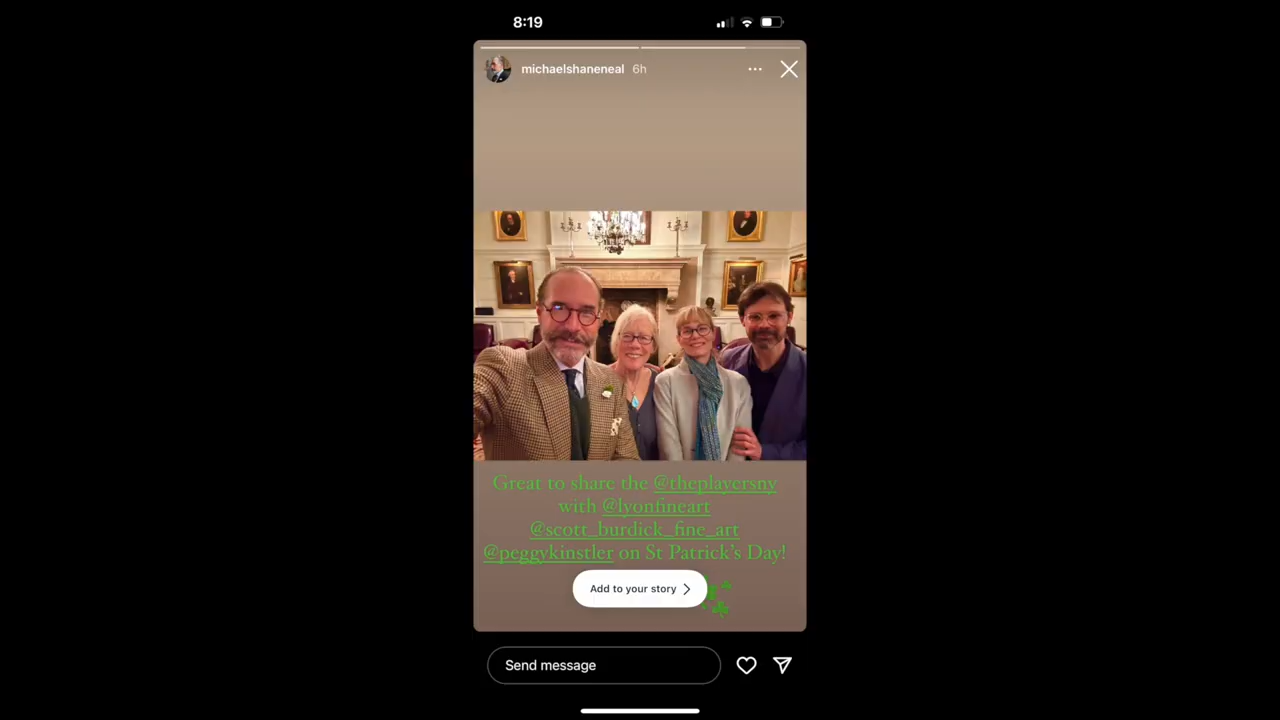 8:19
michaelshaneneal 6h
Great to share the @theplayersny
with @lyonfineart
@scott_burdick_fine_art
@peggykinstler on St Patrick's Day!
Add to your story
Send message